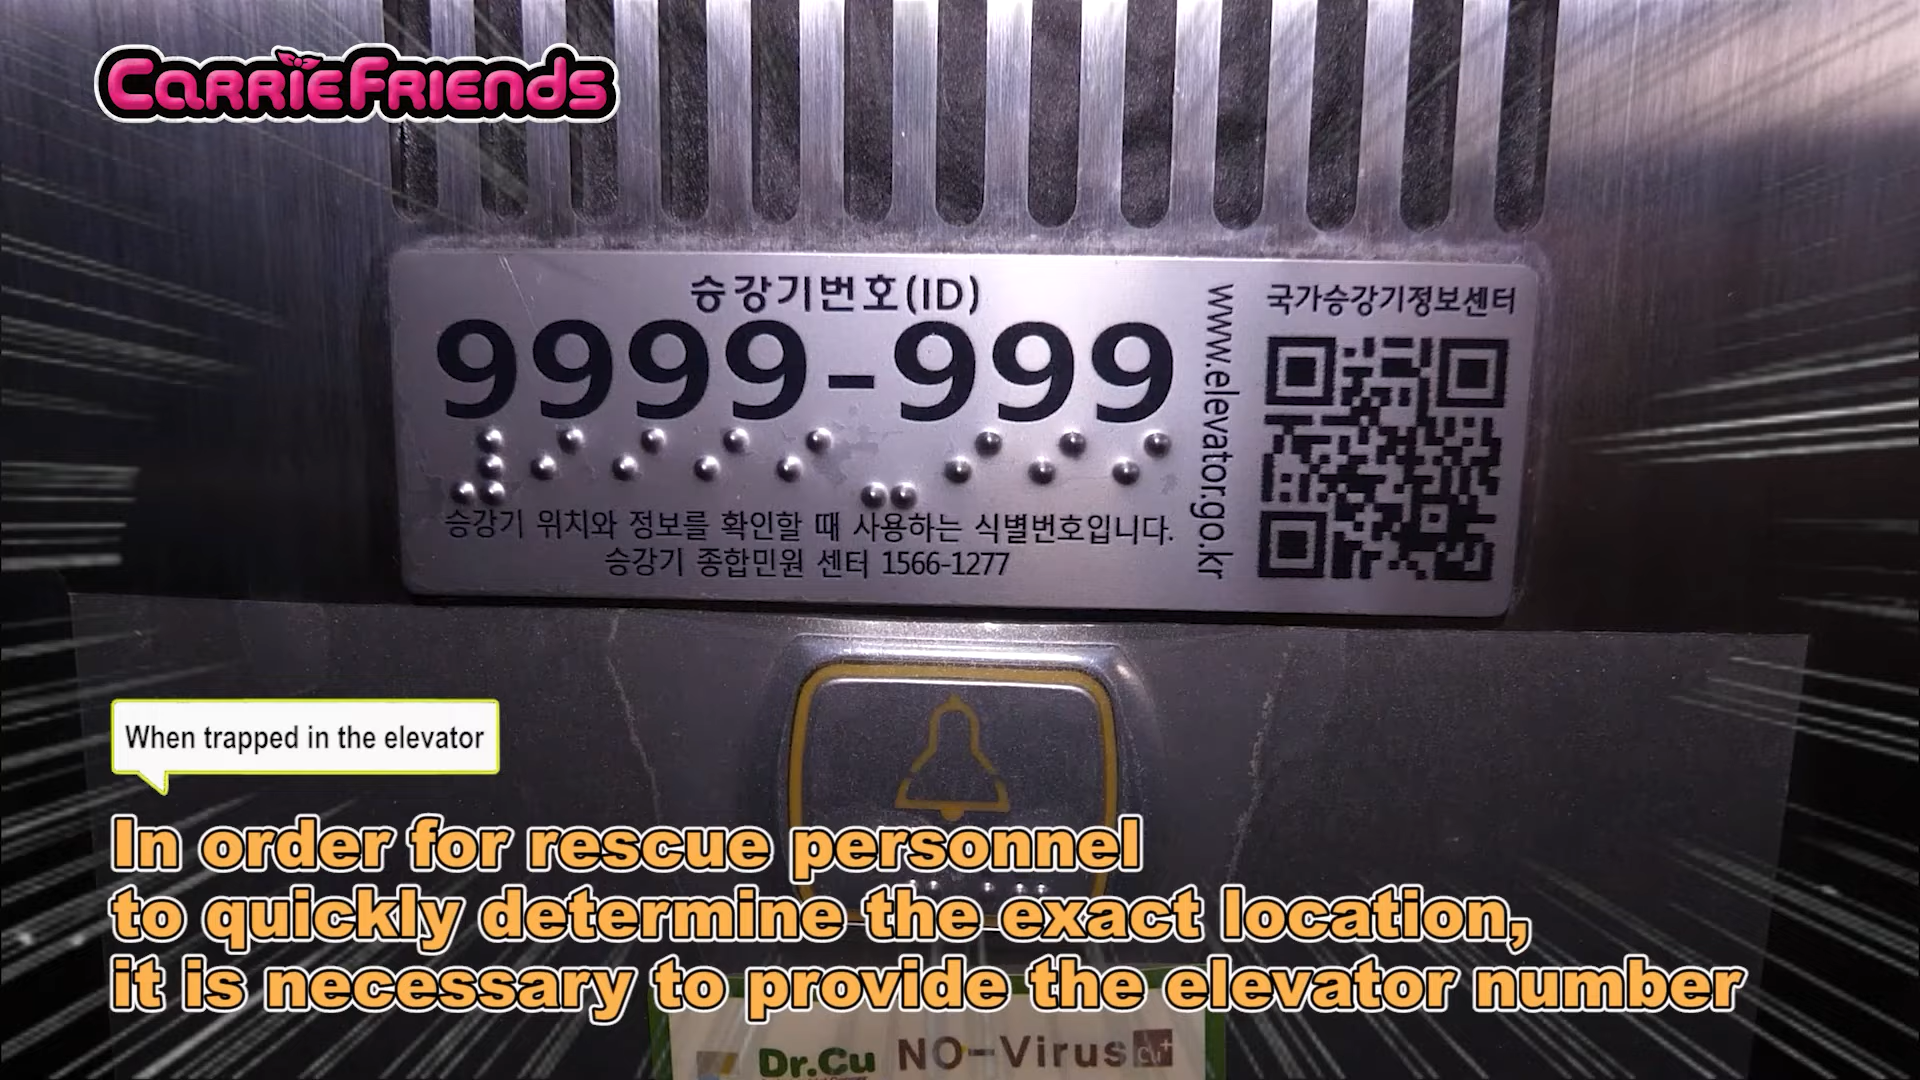 CARRIEFRIENDS
승강기번호(ID)
9999-999
승강기 위치와 정보를 확인할 때 사용하는 식별번호입니다.
승강기 종합민원 센터 1566-1277
www.elevator.go.kr
국가승강기정보센터
When trapped in the elevator
In order for rescue personnel
to quickly determine the exact location,
it is necessary to provide the elevator number
Dr.Cu NO-Virus Cu+